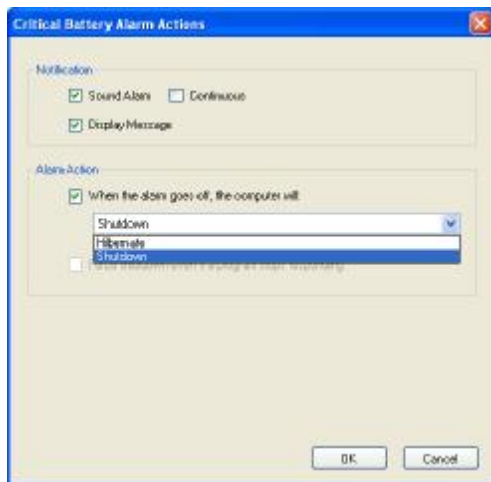 Critical Battery Alarm Actions
Notification
Sound Alarm Continuous
Display Message
Alarm Action
When the alarm goes off, the computer will:
Shutdown
Hibernate
Shutdown
OK Cancel